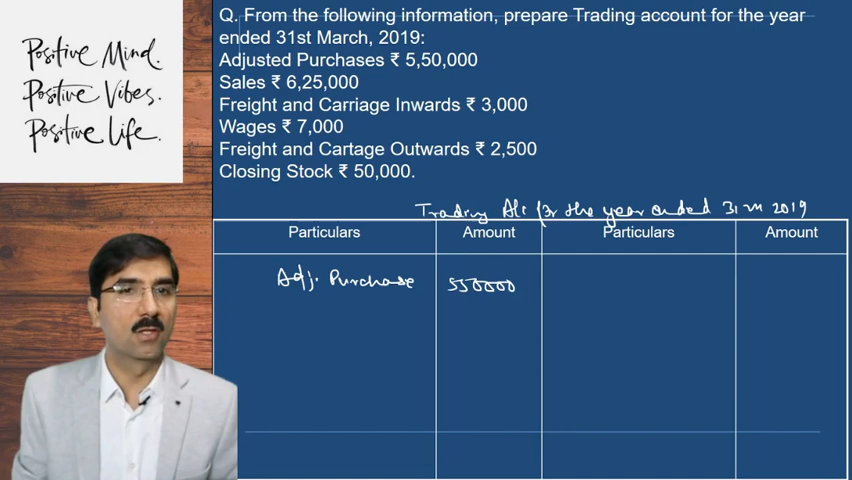 Positive Mind.
Positive Vibes.
Positive Life.
Q. From the following information, prepare Trading account for the year
ended 31st March, 2019:
Adjusted Purchases ₹ 5,50,000
Sales ₹ 6,25,000
Freight and Carriage Inwards ₹ 3,000
Wages ₹ 7,000
Freight and Cartage Outwards ₹ 2,500
Closing Stock ₹ 50,000.
Trading A/c for the year ended 31 2019
Particulars Amount Particulars Amount
Adj. Purchase 550000